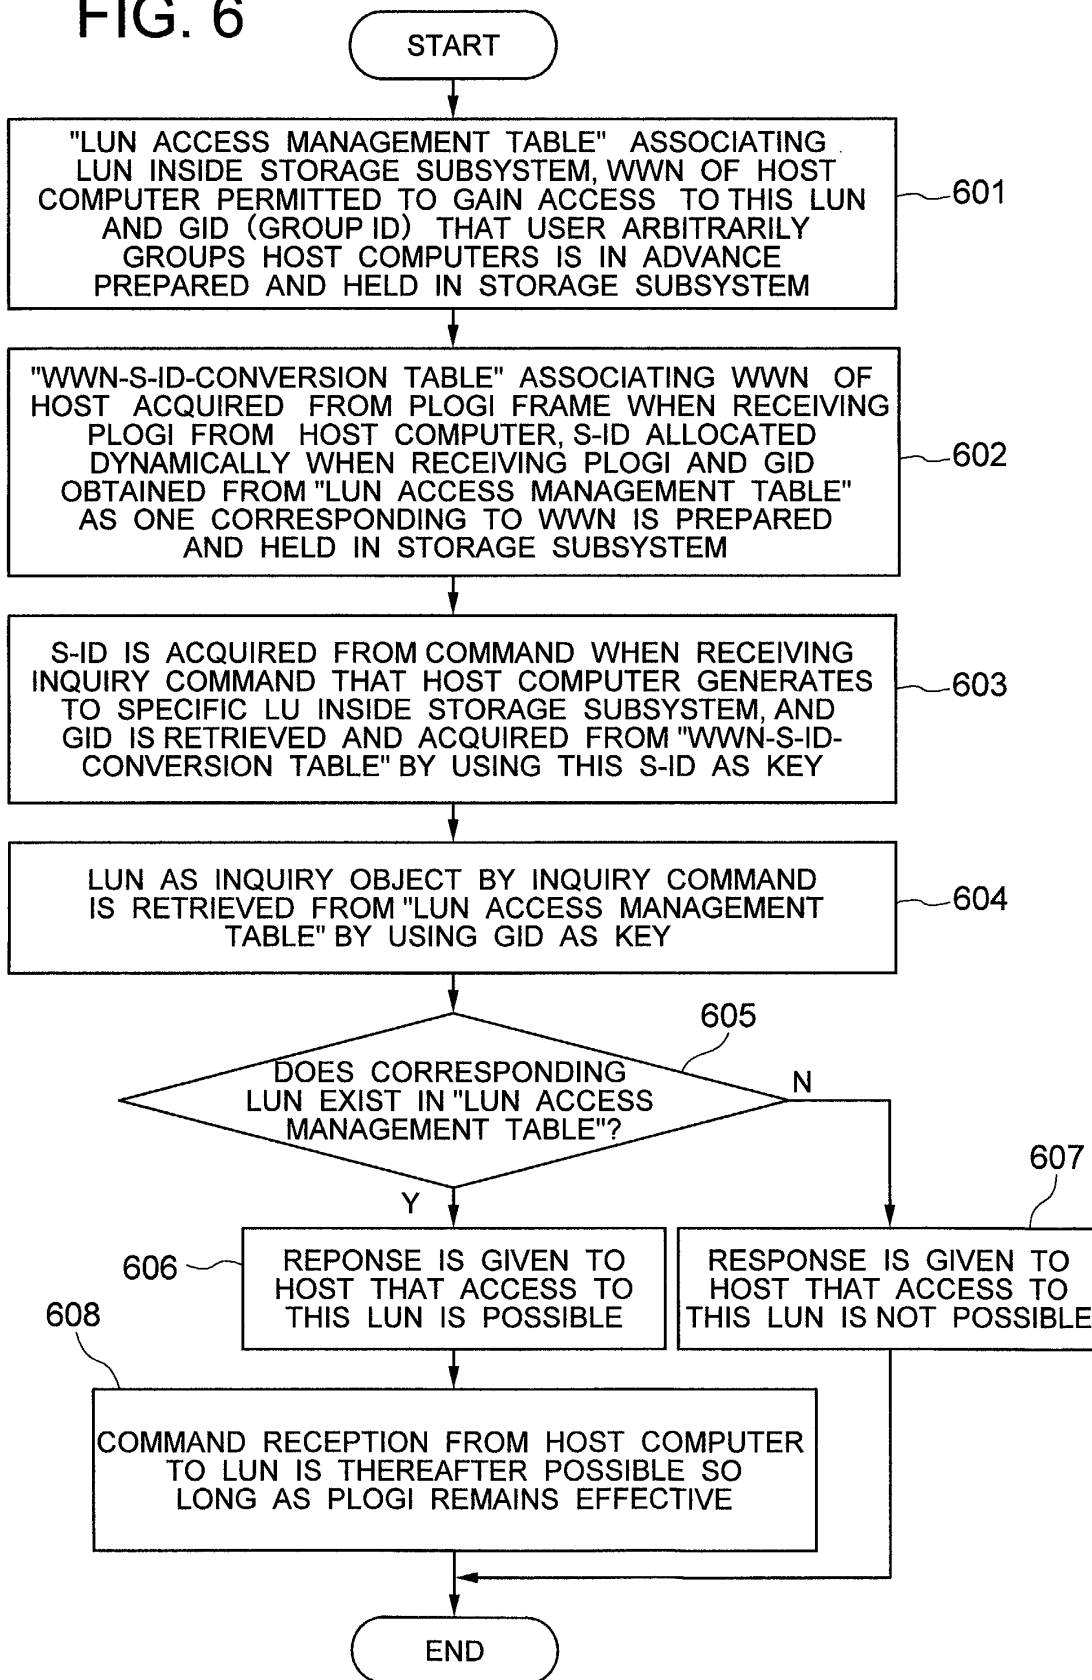 FIG. 6
START
"LUN ACCESS MANAGEMENT TABLE" ASSOCIATING
LUN INSIDE STORAGE SUBSYSTEM, WWN OF HOST
COMPUTER PERMITTED TO GAIN ACCESS TO THIS LUN
AND GID (GROUP ID) THAT USER ARBITRARILY
GROUPS HOST COMPUTERS IS IN ADVANCE
PREPARED AND HELD IN STORAGE SUBSYSTEM
601
"WWN-S-ID-CONVERSION TABLE" ASSOCIATING WWN OF
HOST ACQUIRED FROM PLOGI FRAME WHEN RECEIVING
PLOGI FROM HOST COMPUTER, S-ID ALLOCATED
DYNAMICALLY WHEN RECEIVING PLOGI AND GID
OBTAINED FROM "LUN ACCESS MANAGEMENT TABLE"
AS ONE CORRESPONDING TO WWN IS PREPARED
AND HELD IN STORAGE SUBSYSTEM
602
S-ID IS ACQUIRED FROM COMMAND WHEN RECEIVING
INQUIRY COMMAND THAT HOST COMPUTER GENERATES
TO SPECIFIC LU INSIDE STORAGE SUBSYSTEM, AND
GID IS RETRIEVED AND ACQUIRED FROM "WWN-S-ID-
CONVERSION TABLE" BY USING THIS S-ID AS KEY
603
LUN AS INQUIRY OBJECT BY INQUIRY COMMAND
IS RETRIEVED FROM "LUN ACCESS MANAGEMENT
TABLE" BY USING GID AS KEY
604
605
DOES CORRESPONDING
LUN EXIST IN "LUN ACCESS
MANAGEMENT TABLE"?
N
Y
607
606
REPONSE IS GIVEN TO
HOST THAT ACCESS TO
THIS LUN IS POSSIBLE
RESPONSE IS GIVEN TO
HOST THAT ACCESS TO
THIS LUN IS NOT POSSIBLE
608
COMMAND RECEPTION FROM HOST COMPUTER
TO LUN IS THEREAFTER POSSIBLE SO
LONG AS PLOGI REMAINS EFFECTIVE
END